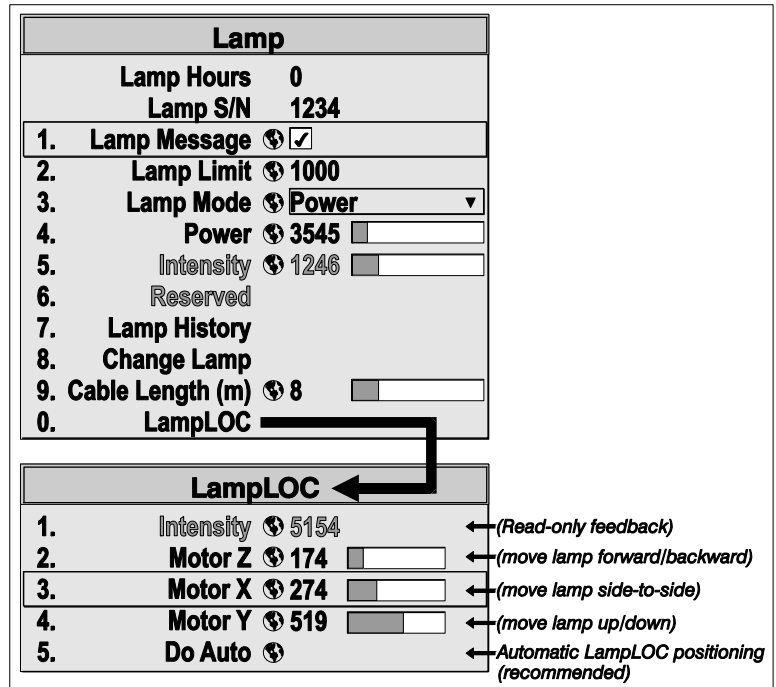 Lamp
Lamp Hours 0
Lamp S/N 1234
1. Lamp Message ✓
2. Lamp Limit 1000
3. Lamp Mode Power ▼
4. Power 3545
5. Intensity 1246
6. Reserved
7. Lamp History
8. Change Lamp
9. Cable Length (m) 8
0. LampLOC
LampLOC
1. Intensity 5154 (Read-only feedback)
2. Motor Z 174 (move lamp forward/backward)
3. Motor X 274 (move lamp side-to-side)
4. Motor Y 519 (move lamp up/down)
5. Do Auto Automatic LampLOC positioning
(recommended)